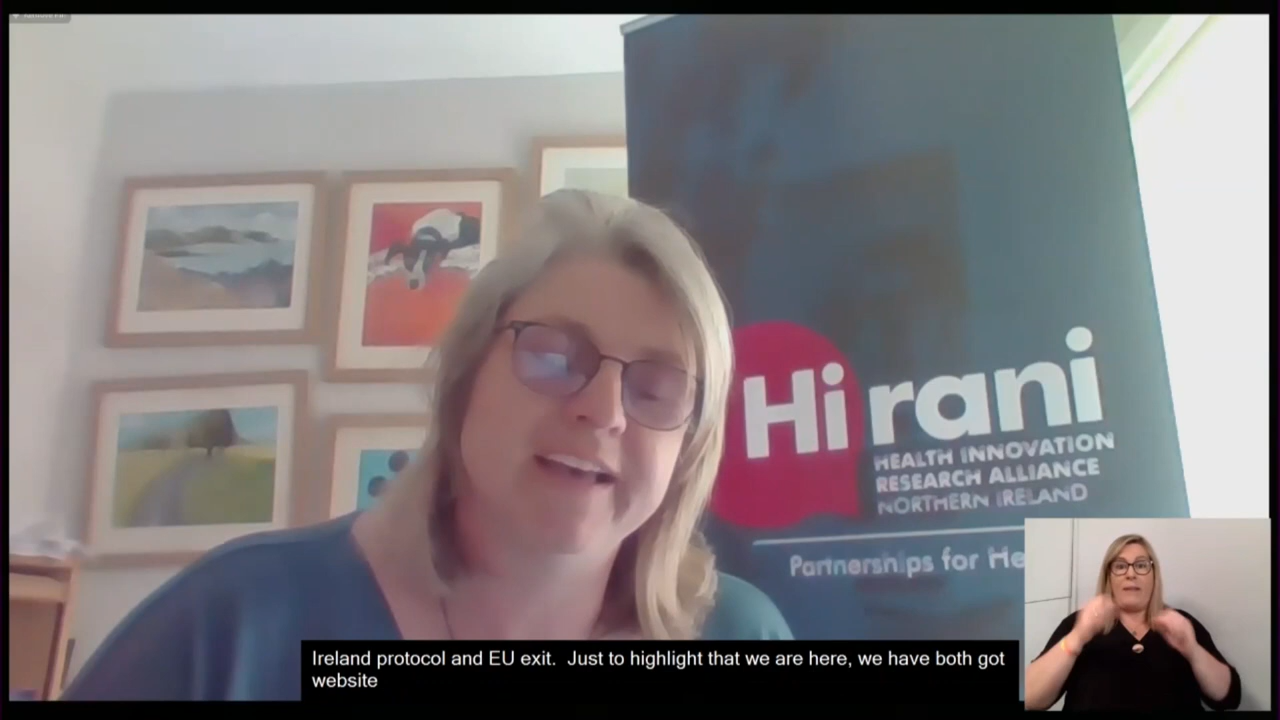 Hi rani
HEALTH INNOVATION
RESEARCH ALLIANCE
NORTHERN IRELAND
Partnerships for He
Ireland protocol and EU exit.  Just to highlight that we are here, we have both got
website